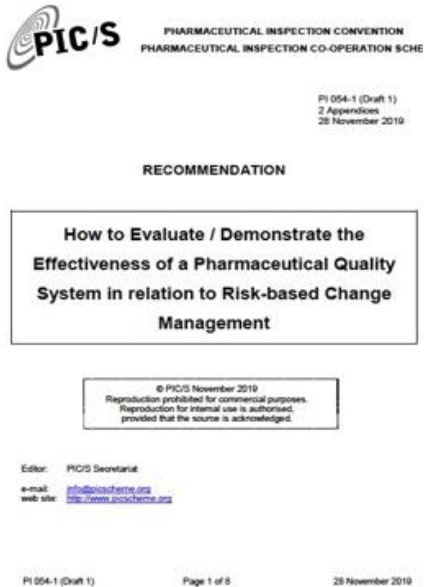 PIC/S
PHARMACEUTICAL INSPECTION CONVENTION
PHARMACEUTICAL INSPECTION CO-OPERATION SCHE
PI 054-1 (Draft 1)
2 Appendices
28 November 2019
RECOMMENDATION
How to Evaluate / Demonstrate the
Effectiveness of a Pharmaceutical Quality
System in relation to Risk-based Change
Management
© PIC/S November 2019
Reproduction prohibited for commercial purposes.
Reproduction for internal use is authorised,
provided that the source is acknowledged.
Editor: PIC/S Secretariat
e-mail: info@picscheme.org
web site: http://www.picscheme.org
PI 054-1 (Draft 1) Page 1 of 8 28 November 2019